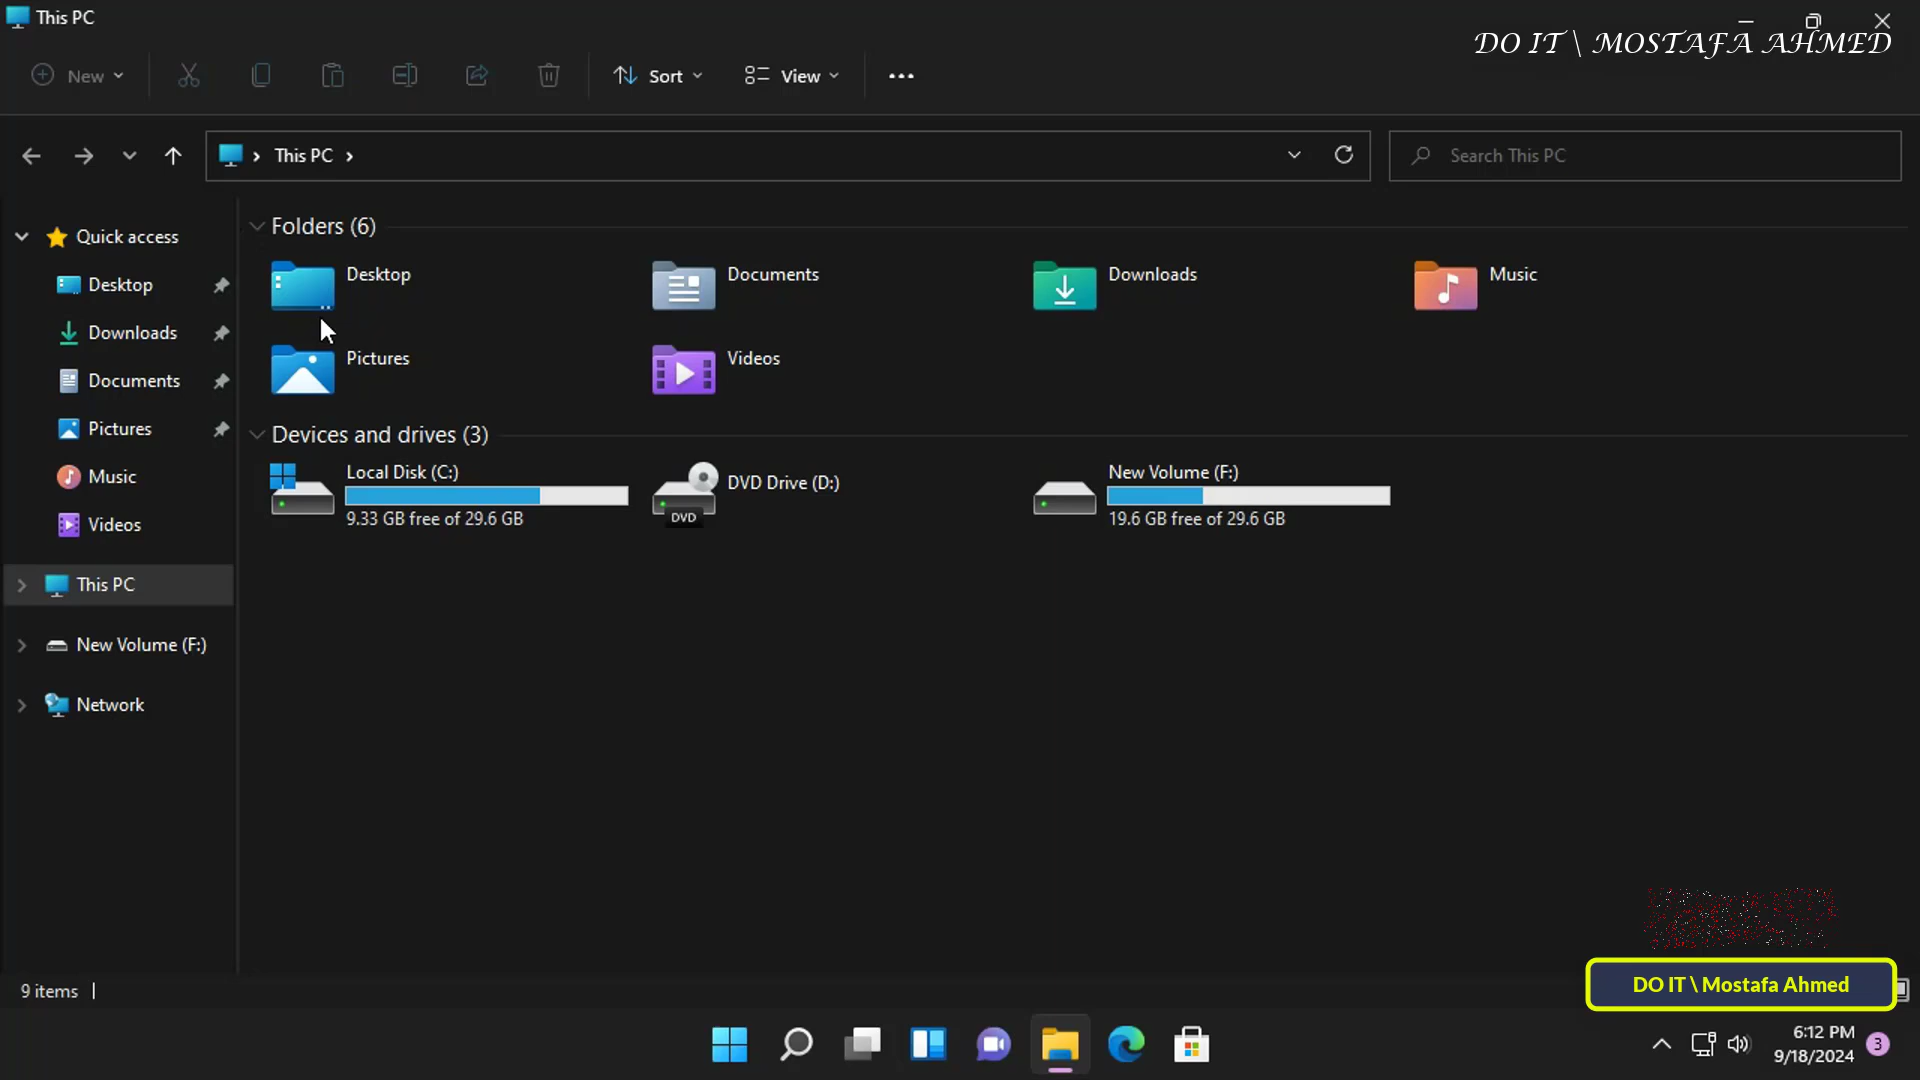 This PC
DO IT \ MOSTAFA AHMED
New
Sort
View
This PC
Search This PC
Quick access
Desktop
Downloads
Documents
Pictures
Music
Videos
This PC
New Volume (F:)
Network
Folders (6)
Desktop
Documents
Downloads
Music
Pictures
Videos
Devices and drives (3)
Local Disk (C:)
9.33 GB free of 29.6 GB
DVD Drive (D:)
DVD
New Volume (F:)
19.6 GB free of 29.6 GB
9 items
DO IT \ Mostafa Ahmed
6:12 PM
9/18/2024
3